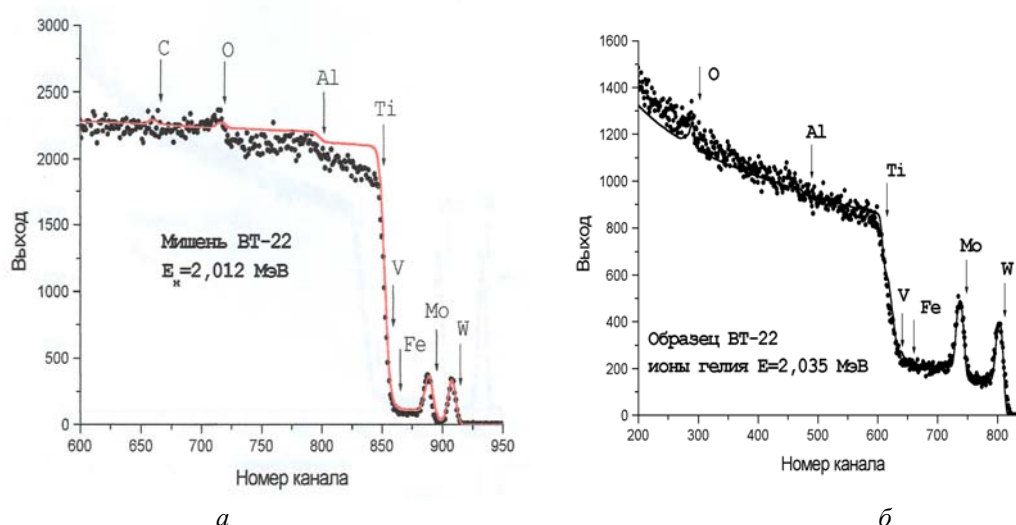 3000
2500
2000
1500
1000
500
0
600 650 700 750 800 850 900 950
Выход
Номер канала
C O Al Ti V Fe Mo W
Мишень ВТ-22
Eн=2,012 МэВ
а
1600
1400
1200
1000
800
600
400
200
0
200 300 400 500 600 700 800
Выход
Номер канала
O Al Ti V Fe Mo W
Образец ВТ-22
ионы гелия E=2,035 МэВ
б